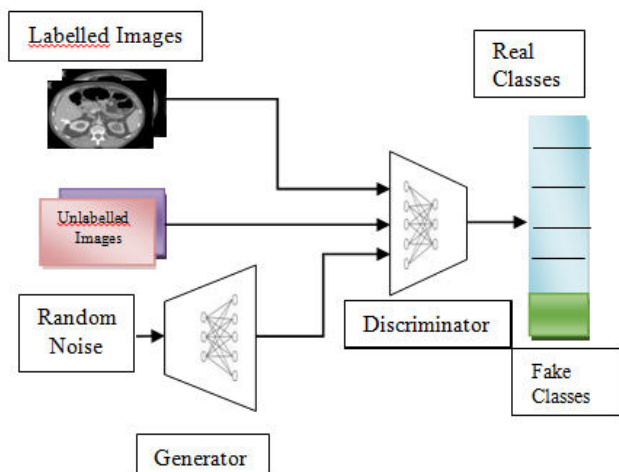 Labelled Images
Real
Classes
Unlabelled
Images
Random
Noise
Discriminator
Fake
Classes
Generator